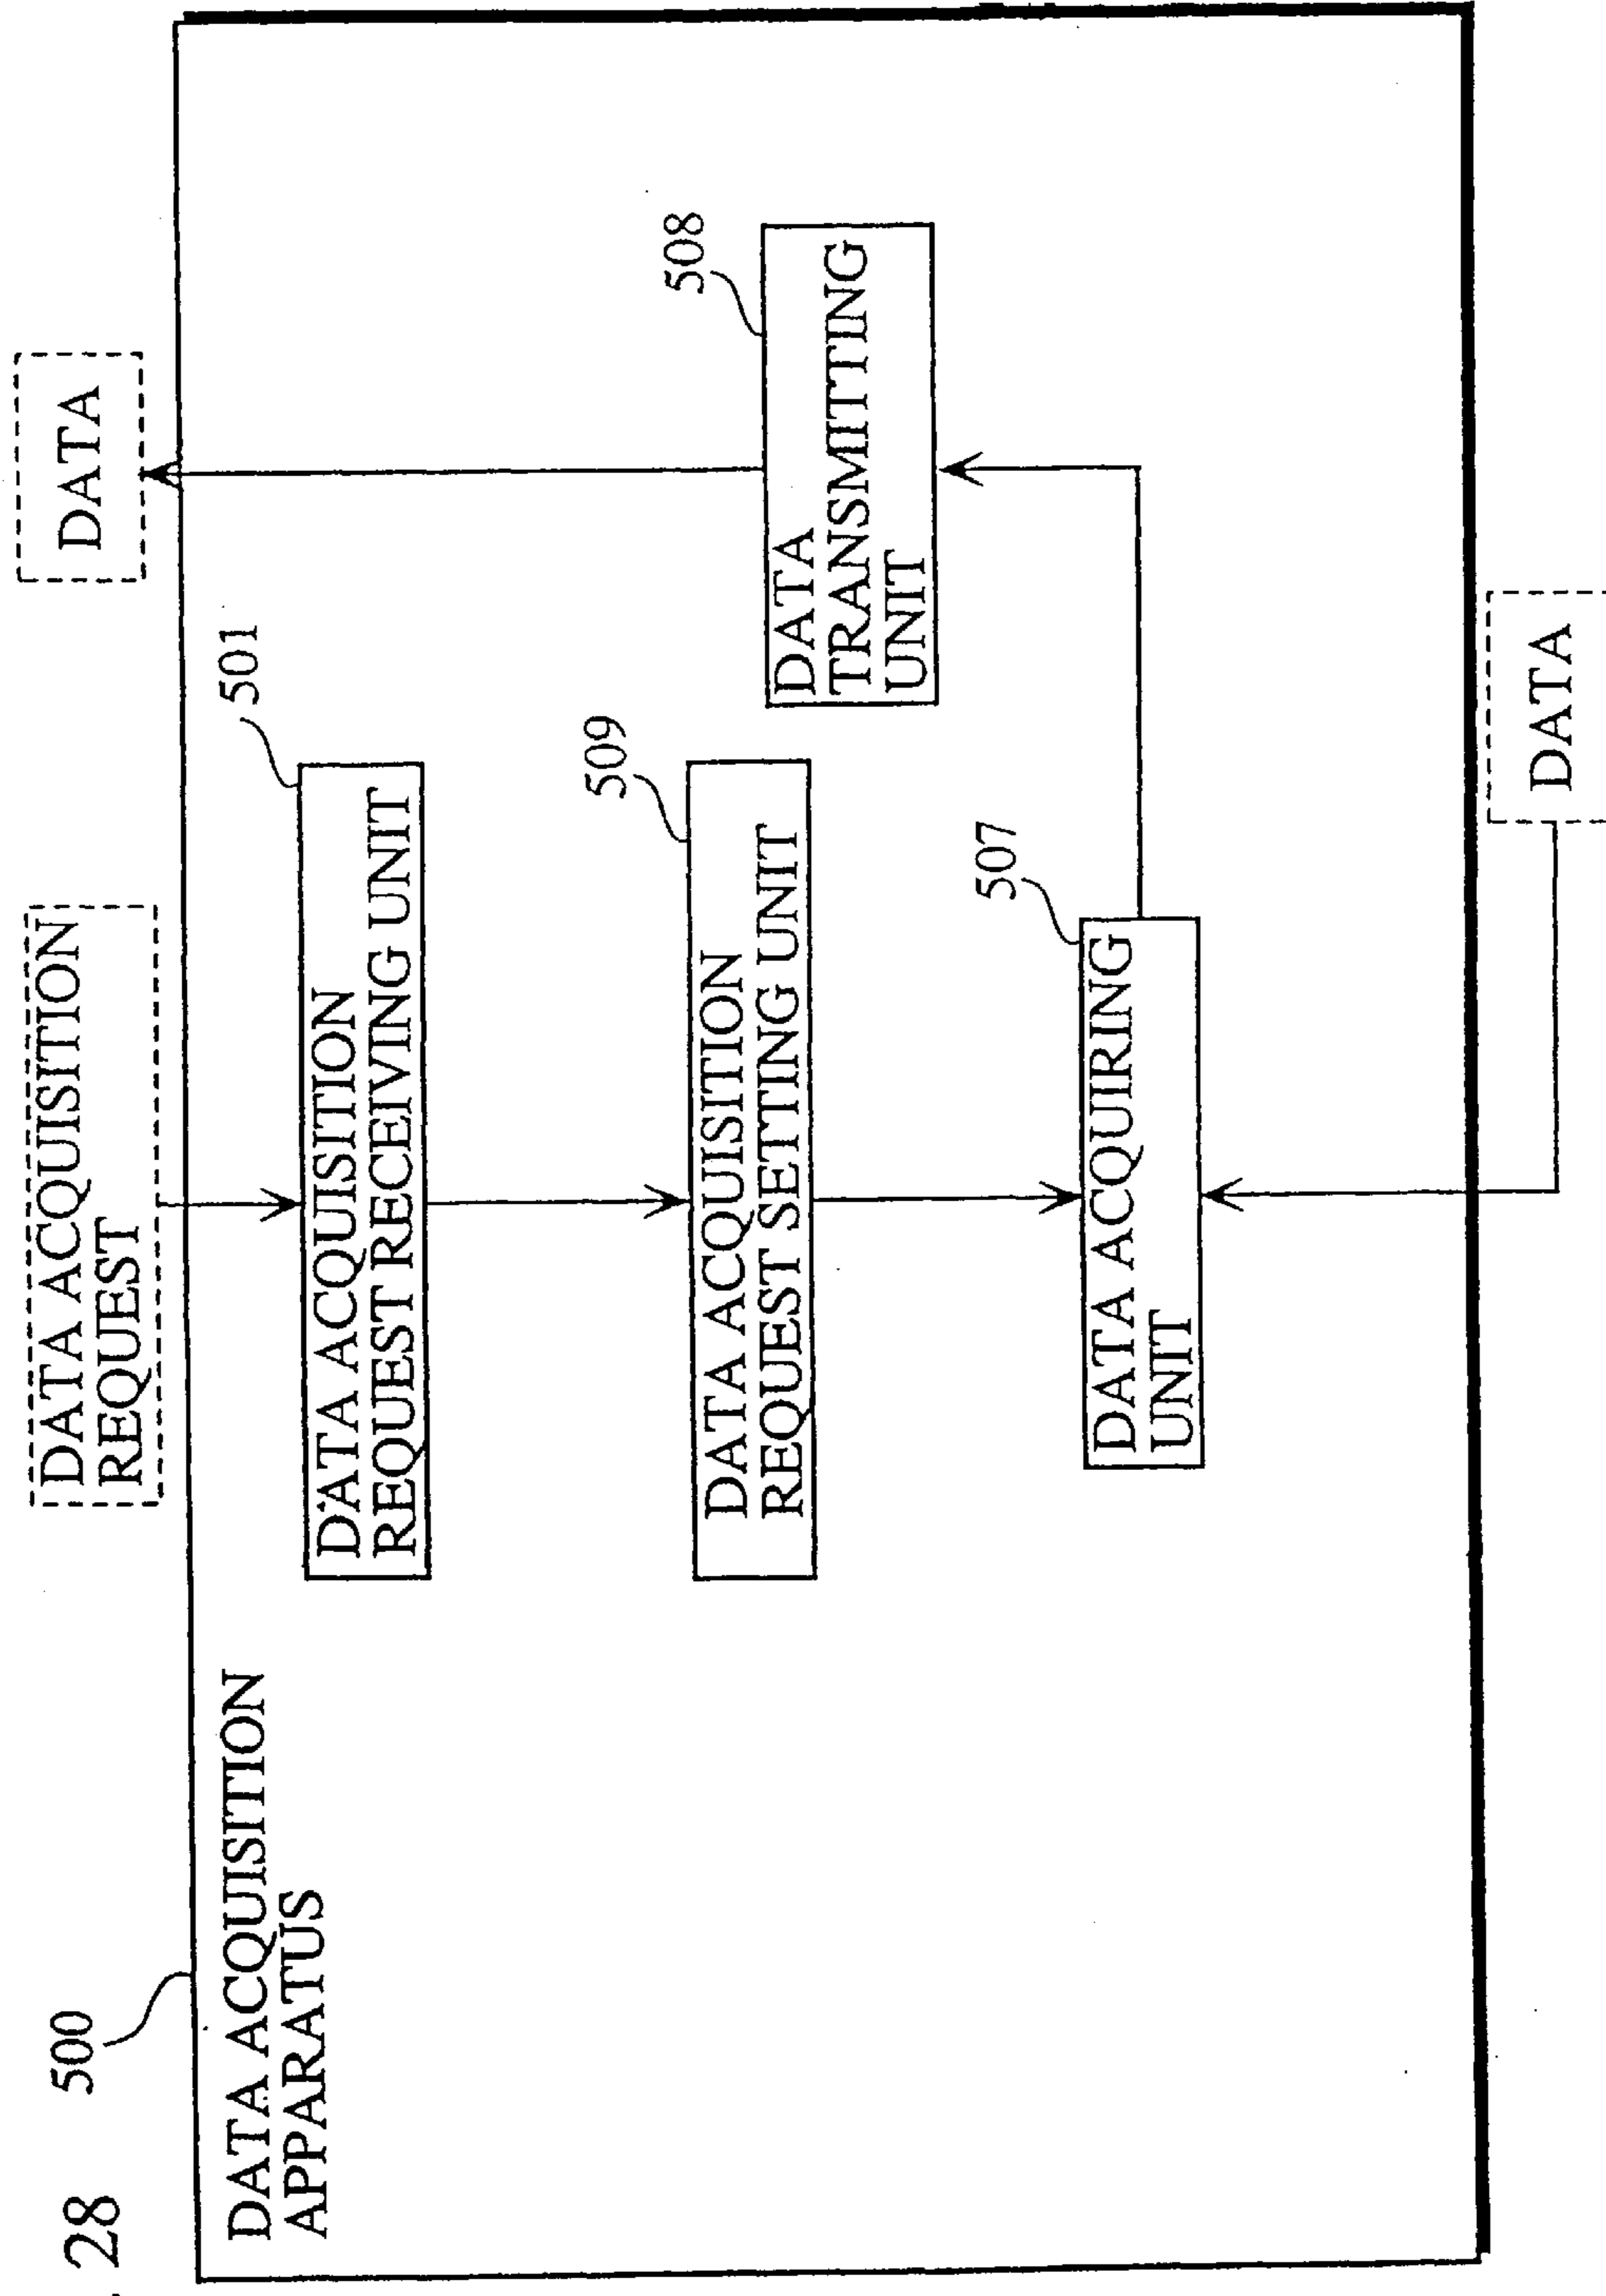 . 28
500
DATA ACQUISITION
APPARATUS
DATA ACQUISITION
REQUEST
DATA
501
DATA ACQUISITION
REQUEST RECEIVING UNIT
509
DATA ACQUISITION
REQUEST SETTING UNIT
508
DATA
TRANSMITTING
UNIT
507
DATA ACQUIRING
UNIT
DATA